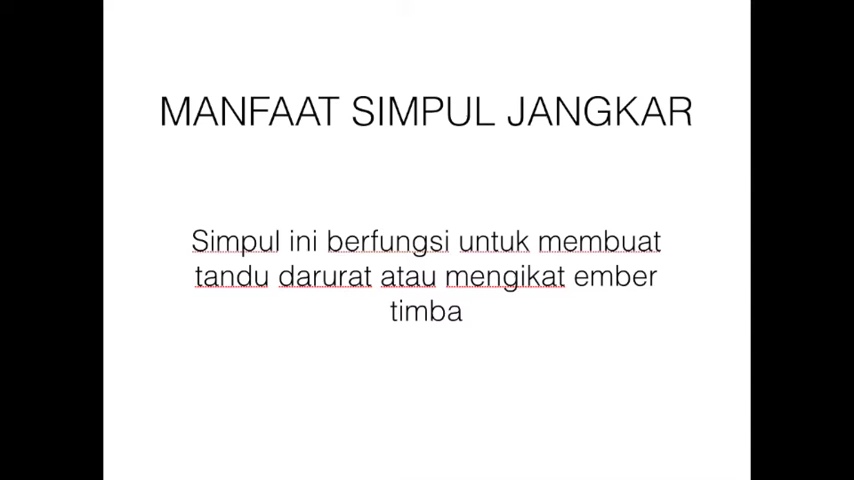 MANFAAT SIMPUL JANGKAR
Simpul ini berfungsi untuk membuat
tandu darurat atau mengikat ember
timba